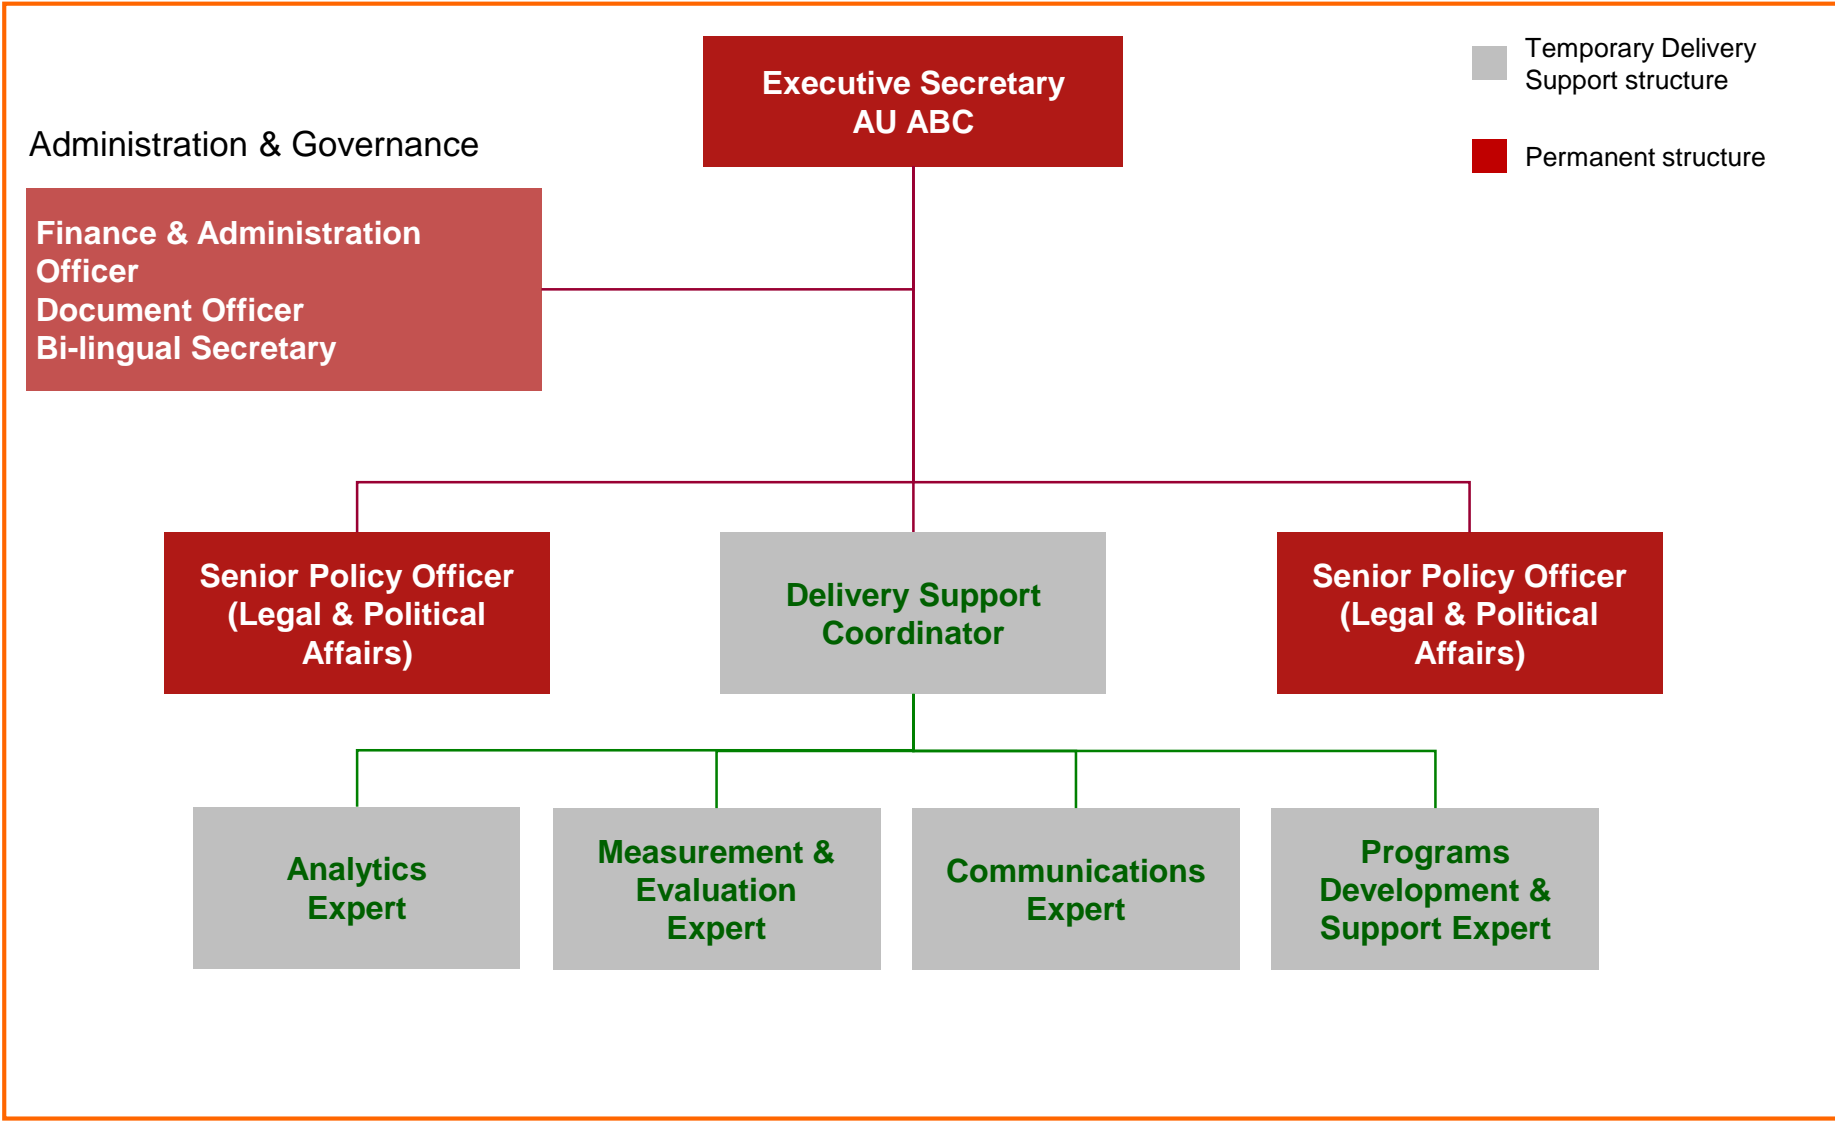 Executive Secretary
AU ABC
Temporary Delivery
Support structure
Permanent structure
Administration & Governance
Finance & Administration
Officer
Document Officer
Bi-lingual Secretary
Senior Policy Officer
(Legal & Political
Affairs)
Delivery Support
Coordinator
Senior Policy Officer
(Legal & Political
Affairs)
Analytics
Expert
Measurement &
Evaluation
Expert
Communications
Expert
Programs
Development &
Support Expert